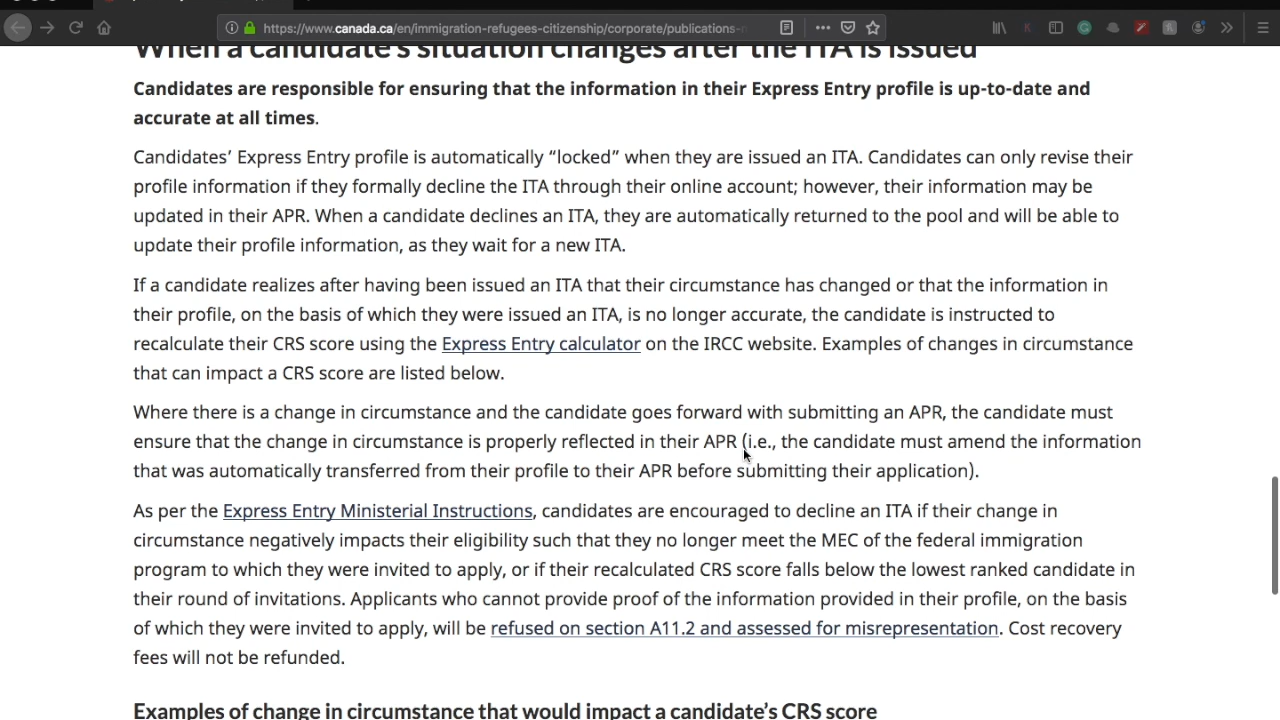 https://www.canada.ca/en/immigration-refugees-citizenship/corporate/publications-
When a candidate's situation changes after the ITA is issued
Candidates are responsible for ensuring that the information in their Express Entry profile is up-to-date and
accurate at all times.
Candidates’ Express Entry profile is automatically “locked” when they are issued an ITA. Candidates can only revise their
profile information if they formally decline the ITA through their online account; however, their information may be
updated in their APR. When a candidate declines an ITA, they are automatically returned to the pool and will be able to
update their profile information, as they wait for a new ITA.
If a candidate realizes after having been issued an ITA that their circumstance has changed or that the information in
their profile, on the basis of which they were issued an ITA, is no longer accurate, the candidate is instructed to
recalculate their CRS score using the Express Entry calculator on the IRCC website. Examples of changes in circumstance
that can impact a CRS score are listed below.
Where there is a change in circumstance and the candidate goes forward with submitting an APR, the candidate must
ensure that the change in circumstance is properly reflected in their APR (i.e., the candidate must amend the information
that was automatically transferred from their profile to their APR before submitting their application).
As per the Express Entry Ministerial Instructions, candidates are encouraged to decline an ITA if their change in
circumstance negatively impacts their eligibility such that they no longer meet the MEC of the federal immigration
program to which they were invited to apply, or if their recalculated CRS score falls below the lowest ranked candidate in
their round of invitations. Applicants who cannot provide proof of the information provided in their profile, on the basis
of which they were invited to apply, will be refused on section A11.2 and assessed for misrepresentation. Cost recovery
fees will not be refunded.
Examples of change in circumstance that would impact a candidate’s CRS score